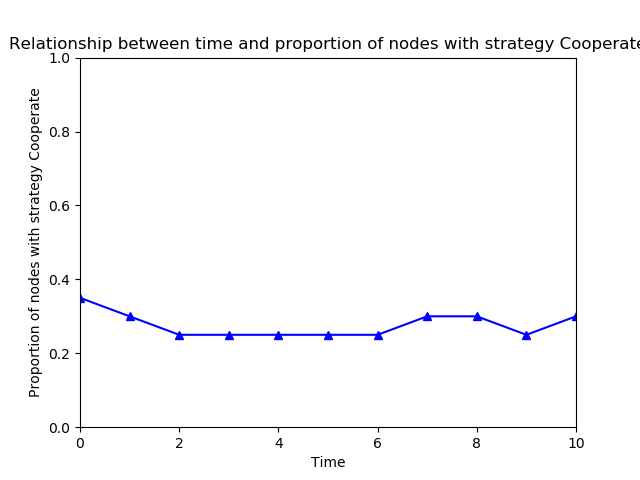 Relationship between time and proportion of nodes with strategy Cooperate
1.0
0.8
0.6
0.4
0.2
0.0
Proportion of nodes with strategy Cooperate
0 2 4 6 8 10
Time